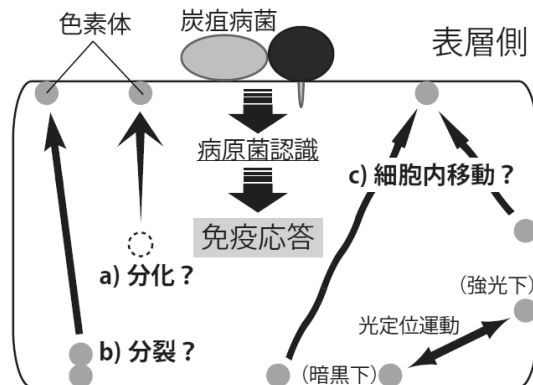 色素体
炭疽病菌
表層側
病原菌認識
c) 細胞内移動？
免疫応答
a) 分化？
（強光下）
光定位運動
b) 分裂？
（暗黒下）